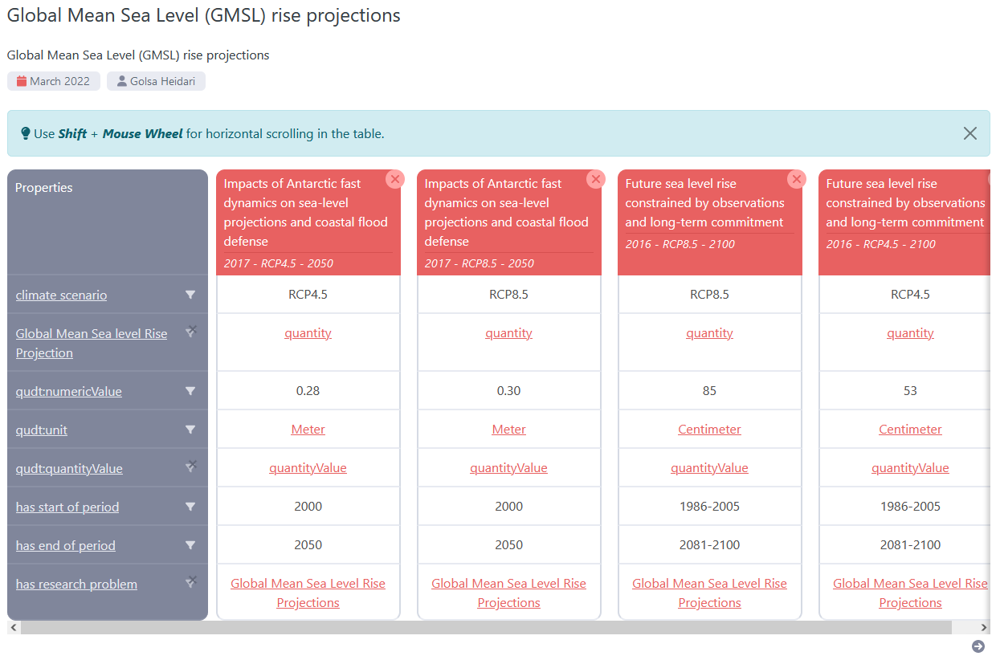 Global Mean Sea Level (GMSL) rise projections
Global Mean Sea Level (GMSL) rise projections
March 2022 Golsa Heidari
Use Shift + Mouse Wheel for horizontal scrolling in the table.
Properties
Impacts of Antarctic fast
dynamics on sea-level
projections and coastal flood
defense
2017 - RCP4.5 - 2050
Impacts of Antarctic fast
dynamics on sea-level
projections and coastal flood
defense
2017 - RCP8.5 - 2050
Future sea level rise
constrained by observations
and long-term commitment
2016 - RCP8.5 - 2100
Future sea level rise
constrained by observations
and long-term commitment
2016 - RCP4.5 - 2100
climate scenario RCP4.5 RCP8.5 RCP8.5 RCP4.5
Global Mean Sea level Rise
Projection
quantity quantity quantity quantity
qudt:numericValue 0.28 0.30 85 53
qudt:unit Meter Meter Centimeter Centimeter
qudt:quantityValue quantityValue quantityValue quantityValue quantityValue
has start of period 2000 2000 1986-2005 1986-2005
has end of period 2050 2050 2081-2100 2081-2100
has research problem
Global Mean Sea Level Rise
Projections
Global Mean Sea Level Rise
Projections
Global Mean Sea Level Rise
Projections
Global Mean Sea Level Rise
Projections